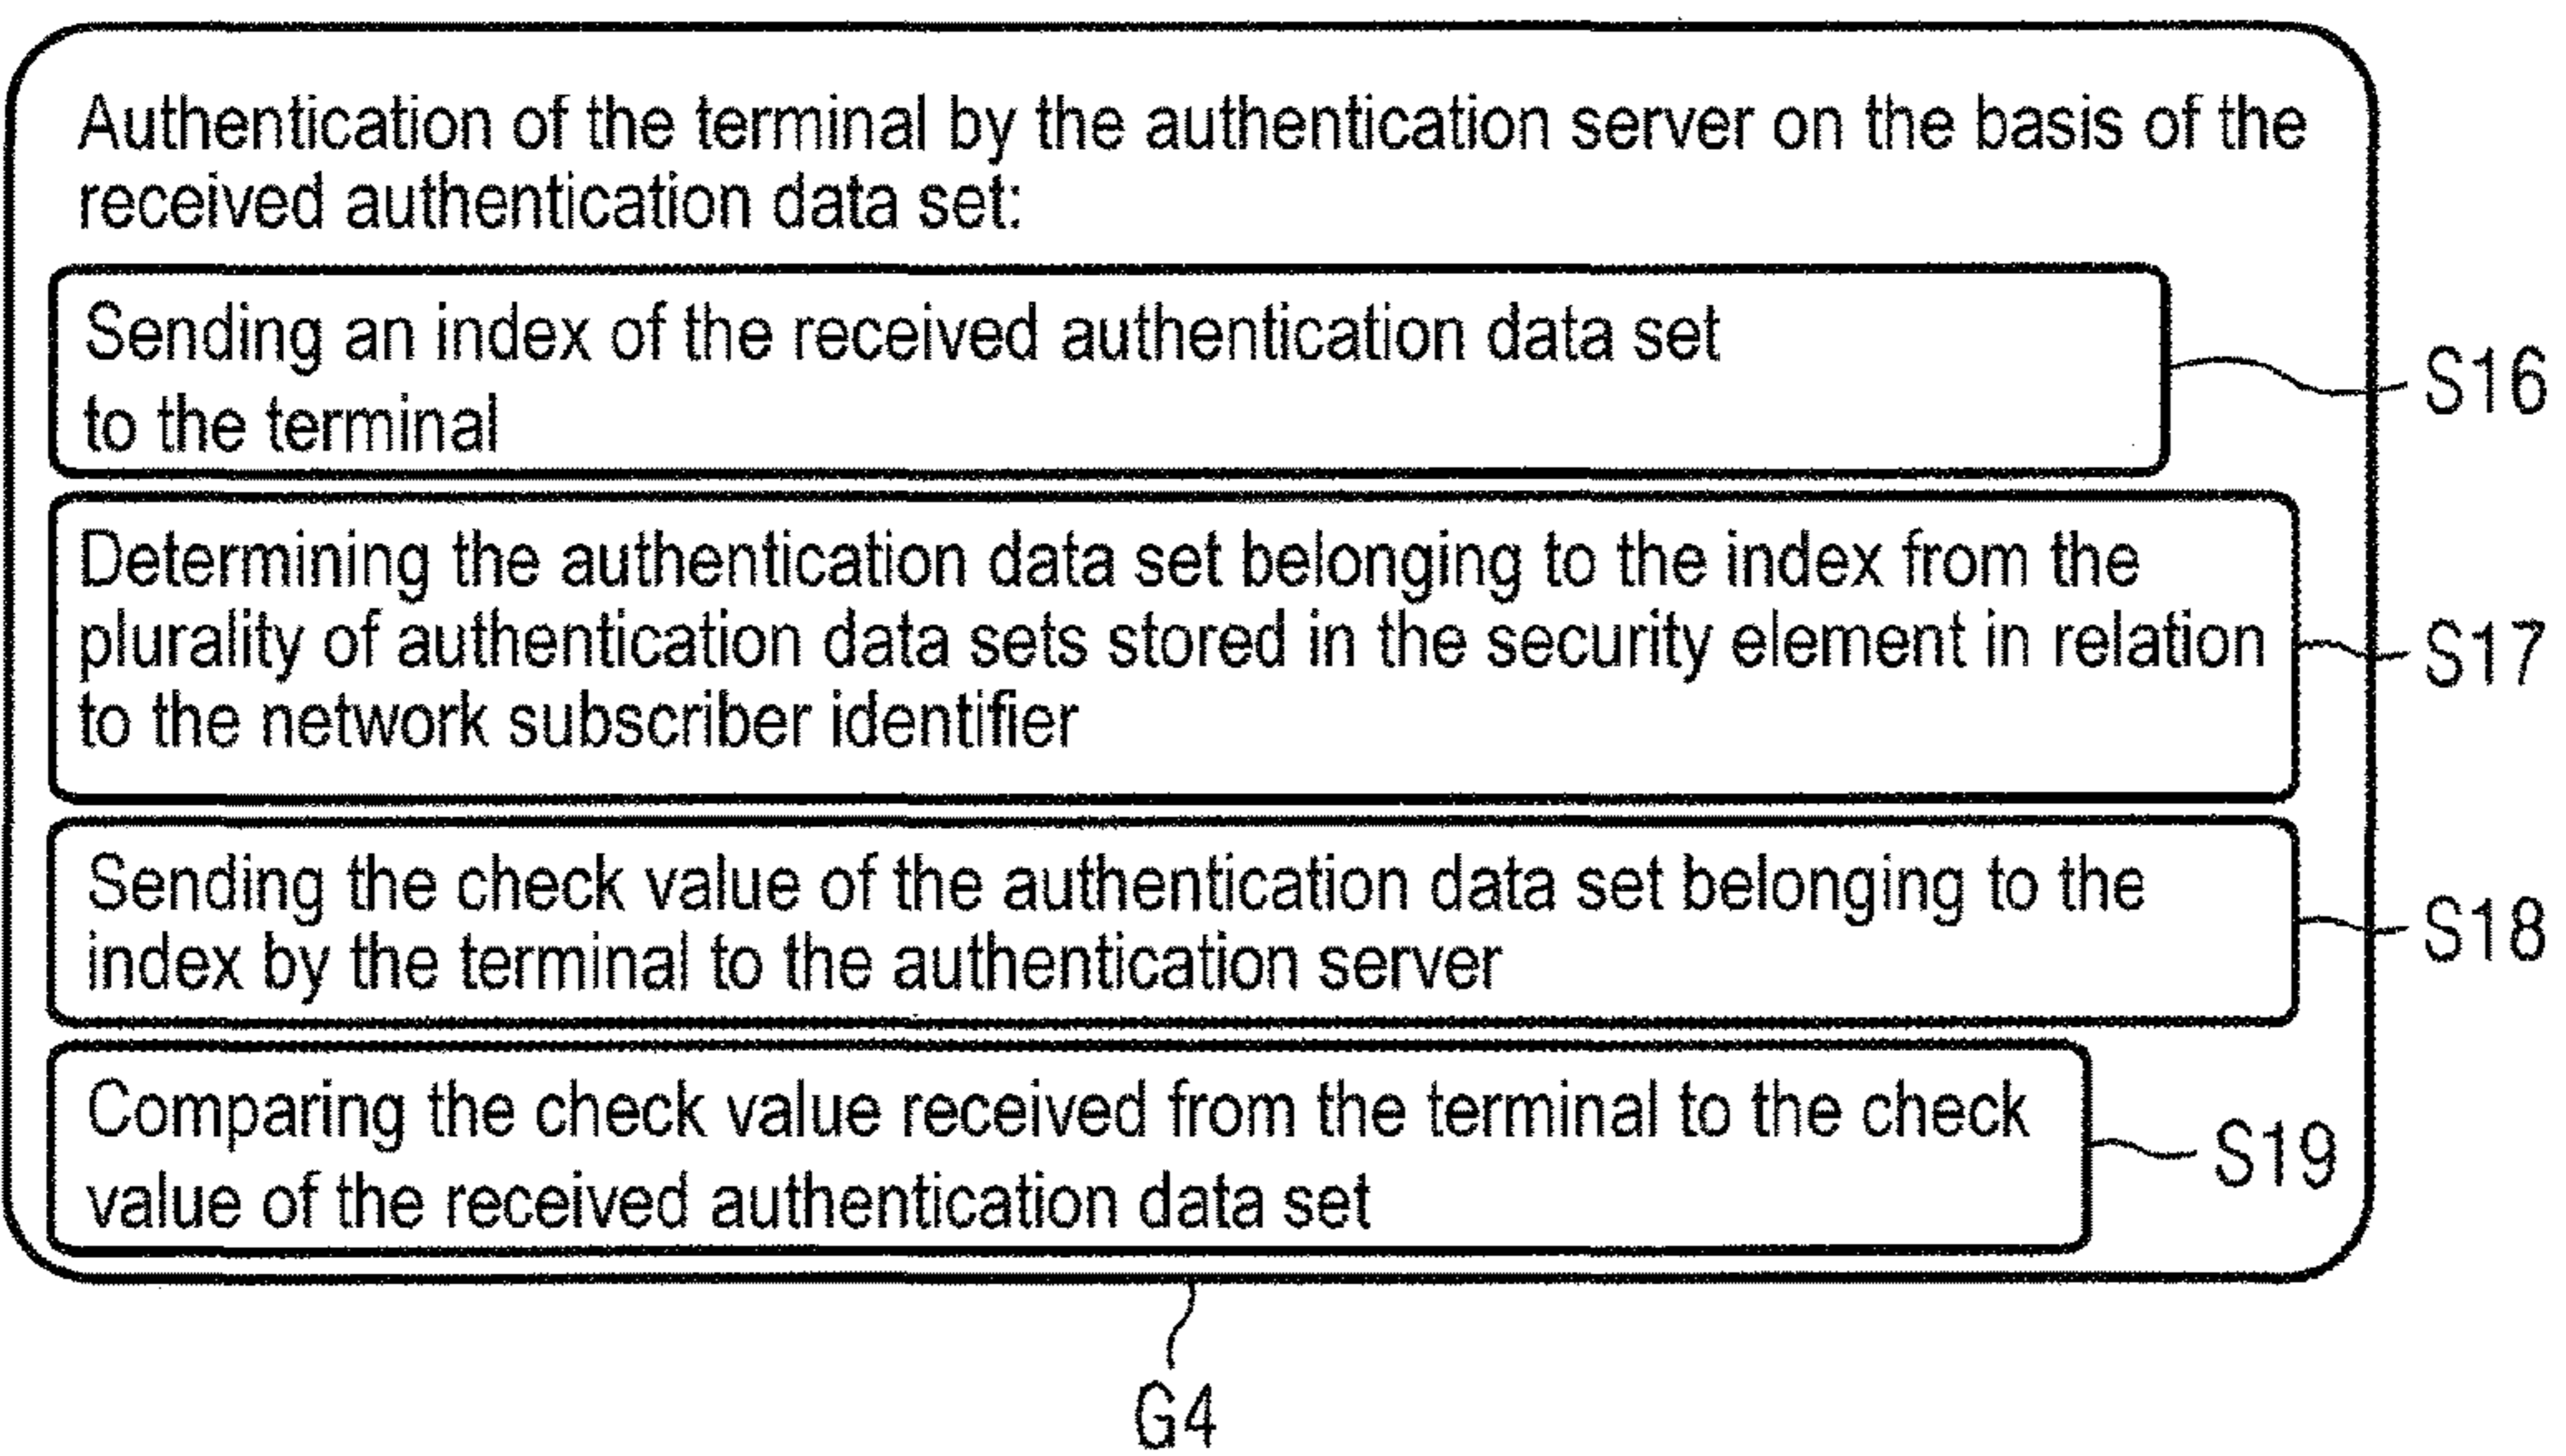 Authentication of the terminal by the authentication server on the basis of the
received authentication data set:
Sending an index of the received authentication data set
to the terminal
S16
Determining the authentication data set belonging to the index from the
plurality of authentication data sets stored in the security element in relation
to the network subscriber identifier
S17
Sending the check value of the authentication data set belonging to the
index by the terminal to the authentication server
S18
Comparing the check value received from the terminal to the check
value of the received authentication data set
S19
G4